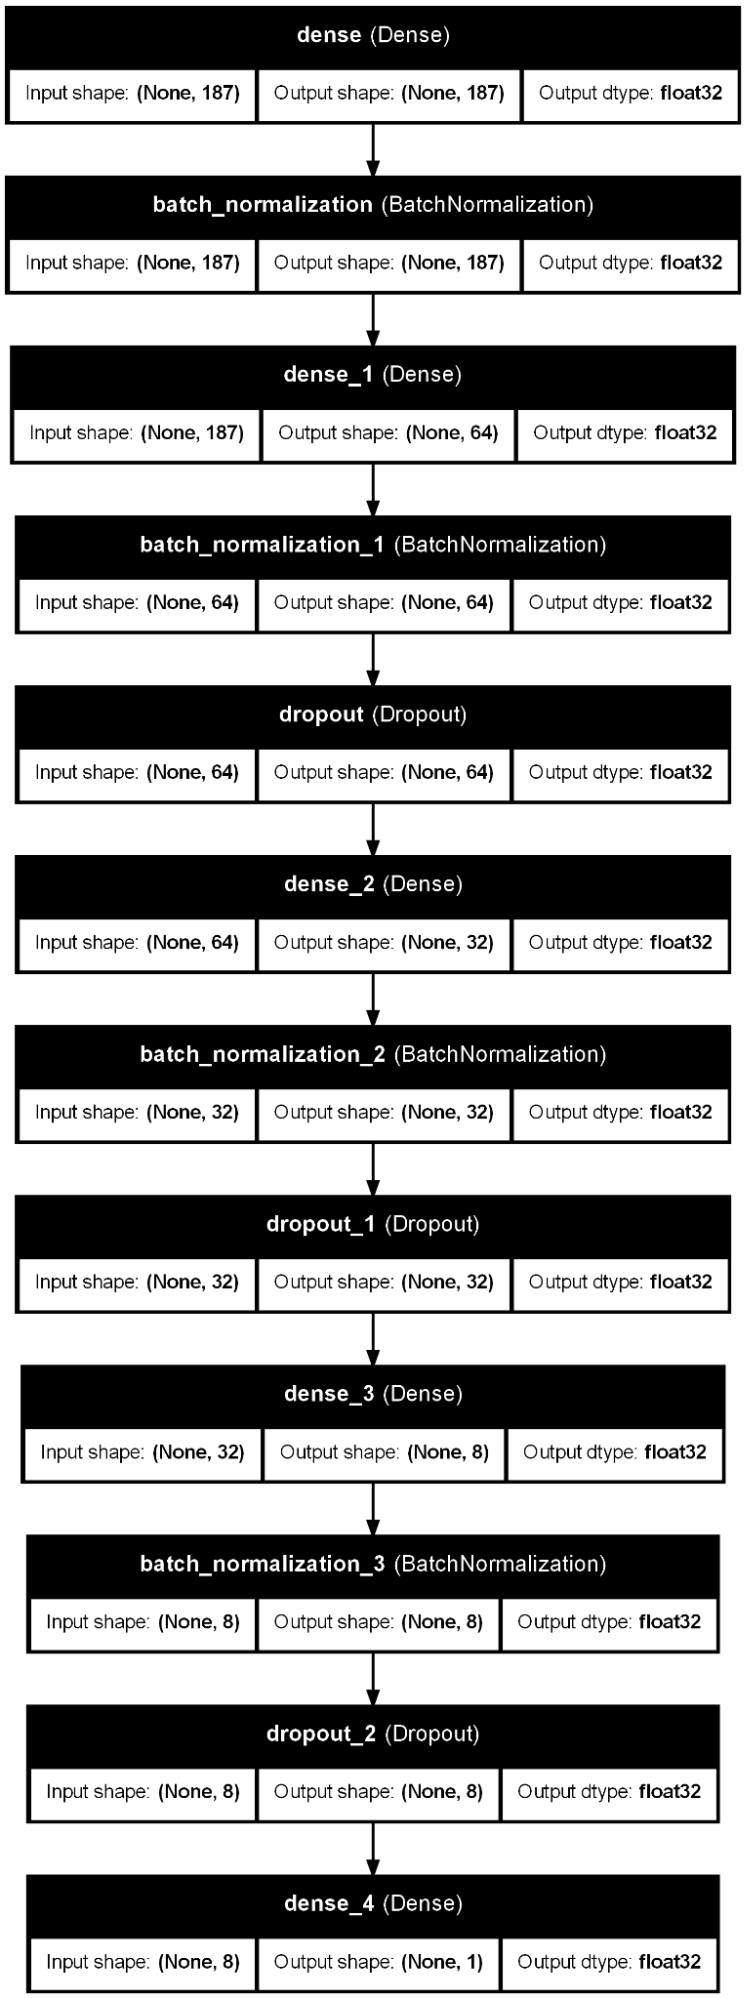 dense (Dense)
Input shape: (None, 187) Output shape: (None, 187) Output dtype: float32
batch_normalization (BatchNormalization)
Input shape: (None, 187) Output shape: (None, 187) Output dtype: float32
dense_1 (Dense)
Input shape: (None, 187) Output shape: (None, 64) Output dtype: float32
batch_normalization_1 (BatchNormalization)
Input shape: (None, 64) Output shape: (None, 64) Output dtype: float32
dropout (Dropout)
Input shape: (None, 64) Output shape: (None, 64) Output dtype: float32
dense_2 (Dense)
Input shape: (None, 64) Output shape: (None, 32) Output dtype: float32
batch_normalization_2 (BatchNormalization)
Input shape: (None, 32) Output shape: (None, 32) Output dtype: float32
dropout_1 (Dropout)
Input shape: (None, 32) Output shape: (None, 32) Output dtype: float32
dense_3 (Dense)
Input shape: (None, 32) Output shape: (None, 8) Output dtype: float32
batch_normalization_3 (BatchNormalization)
Input shape: (None, 8) Output shape: (None, 8) Output dtype: float32
dropout_2 (Dropout)
Input shape: (None, 8) Output shape: (None, 8) Output dtype: float32
dense_4 (Dense)
Input shape: (None, 8) Output shape: (None, 1) Output dtype: float32